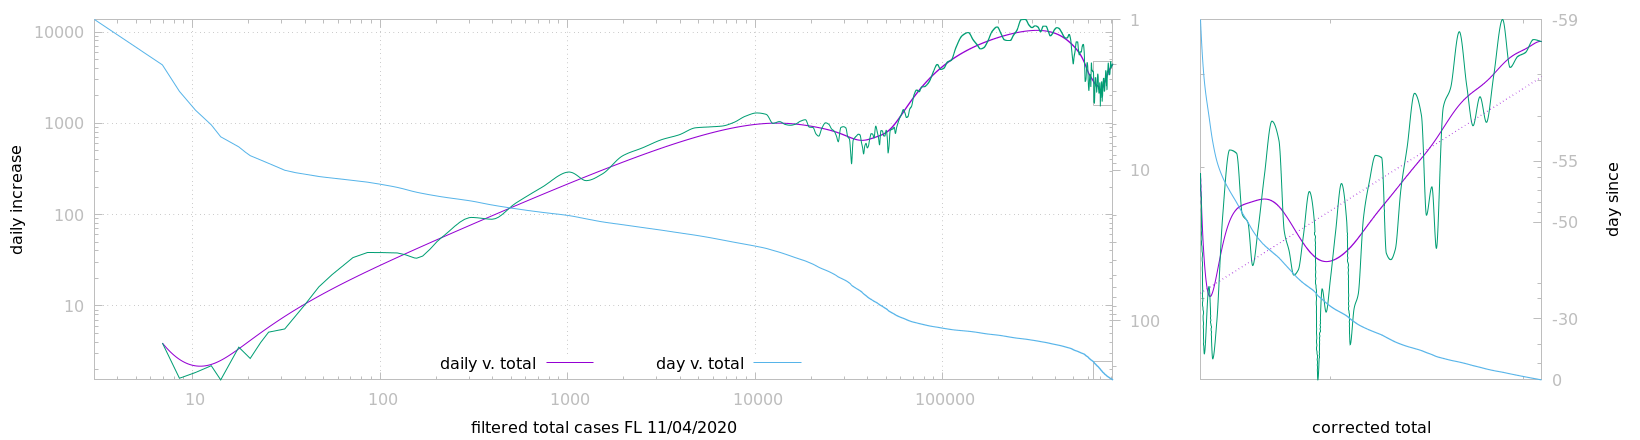 10000
1000
100
10
daily increase
1
10
100
daily v. total
day v. total
10
100
1000
10000
100000
filtered total cases FL 11/04/2020
-59
-55
-50
-30
0
day since
corrected total